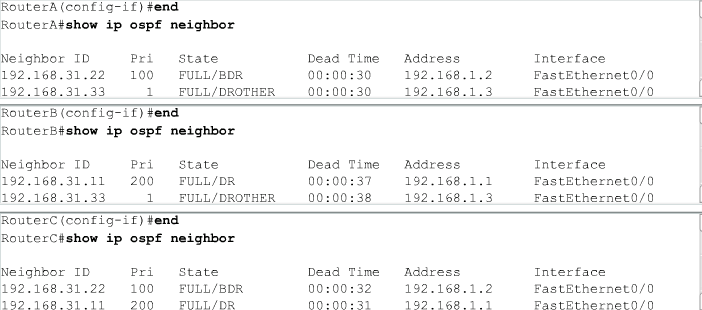 RouterA(config-if)#end
RouterA#show ip ospf neighbor
Neighbor ID Pri State Dead Time Address Interface
192.168.31.22 100 FULL/BDR 00:00:30 192.168.1.2 FastEthernet0/0
192.168.31.33 1 FULL/DROTHER 00:00:30 192.168.1.3 FastEthernet0/0
RouterB(config-if)#end
RouterB#show ip ospf neighbor
Neighbor ID Pri State Dead Time Address Interface
192.168.31.11 200 FULL/DR 00:00:37 192.168.1.1 FastEthernet0/0
192.168.31.33 1 FULL/DROTHER 00:00:38 192.168.1.3 FastEthernet0/0
RouterC(config-if)#end
RouterC#show ip ospf neighbor
Neighbor ID Pri State Dead Time Address Interface
192.168.31.22 100 FULL/BDR 00:00:32 192.168.1.2 FastEthernet0/0
192.168.31.11 200 FULL/DR 00:00:31 192.168.1.1 FastEthernet0/0